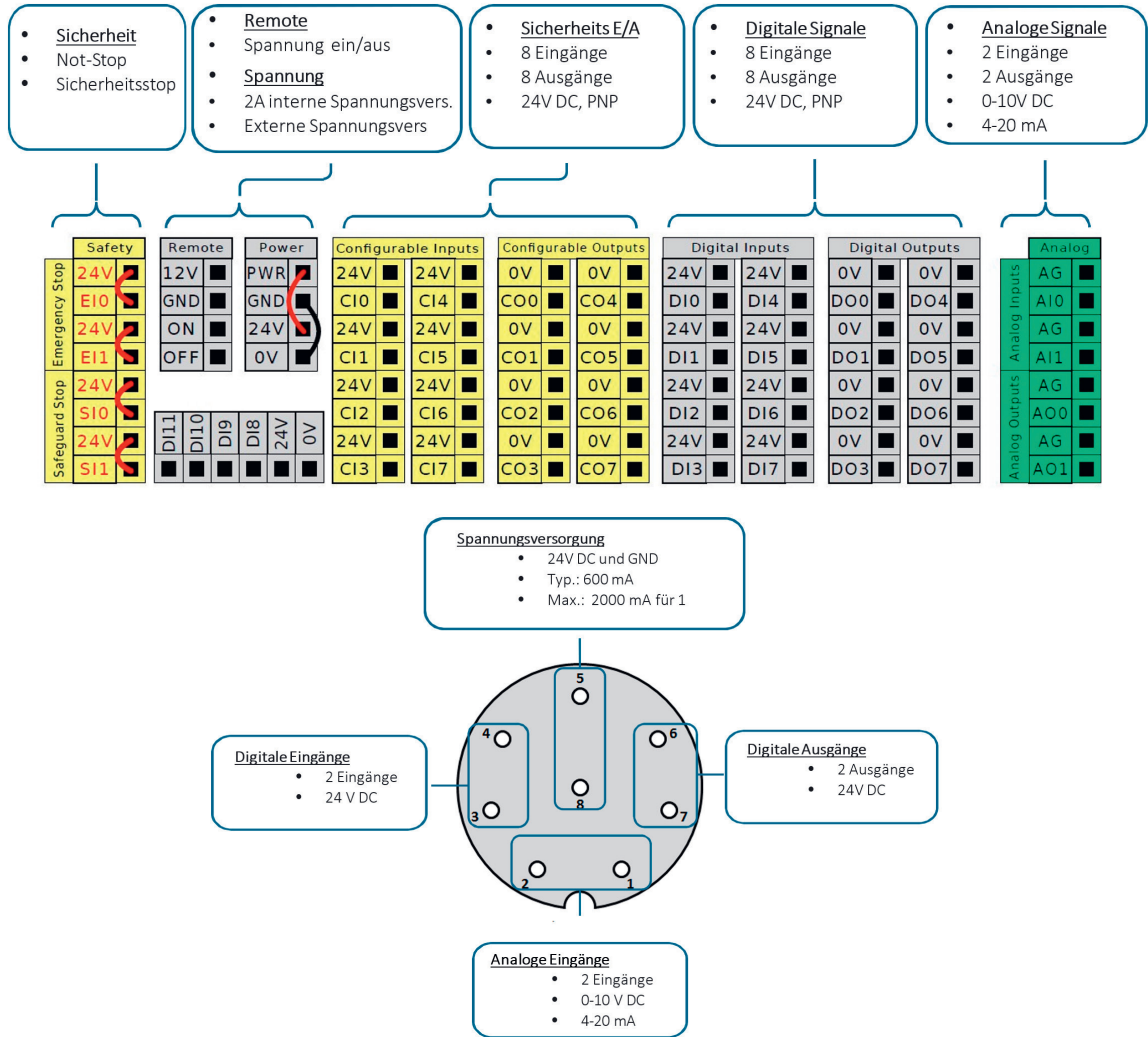 Sicherheit
Not-Stop
Sicherheitsstop
Remote
Spannung ein/aus
Spannung
2A interne Spannungsvers.
Externe Spannungsvers
Sicherheits E/A
8 Eingänge
8 Ausgänge
24V DC, PNP
Digitale Signale
8 Eingänge
8 Ausgänge
24V DC, PNP
Analoge Signale
2 Eingänge
2 Ausgänge
0-10V DC
4-20 mA
Safety
Emergency Stop
24V
EI0
24V
EI1
Safeguard Stop
24V
SI0
24V
SI1
Remote
12V
GND
ON
OFF
Power
PWR
GND
24V
0V
DI11 DI10 DI9 DI8 24V 0V
Configurable Inputs
24V 24V
CI0 CI4
24V 24V
CI1 CI5
24V 24V
CI2 CI6
24V 24V
CI3 CI7
Configurable Outputs
0V 0V
CO0 CO4
0V 0V
CO1 CO5
0V 0V
CO2 CO6
0V 0V
CO3 CO7
Digital Inputs
24V 24V
DI0 DI4
24V 24V
DI1 DI5
24V 24V
DI2 DI6
24V 24V
DI3 DI7
Digital Outputs
0V 0V
DO0 DO4
0V 0V
DO1 DO5
0V 0V
DO2 DO6
0V 0V
DO3 DO7
Analog
Analog Inputs
AG
AI0
AG
AI1
Analog Outputs
AG
AO0
AG
AO1
Spannungsversorgung
24V DC und GND
Typ.: 600 mA
Max.: 2000 mA für 1
5
4
6
8
3
7
2
1
Digitale Eingänge
2 Eingänge
24 V DC
Digitale Ausgänge
2 Ausgänge
24V DC
Analoge Eingänge
2 Eingänge
0-10 V DC
4-20 mA